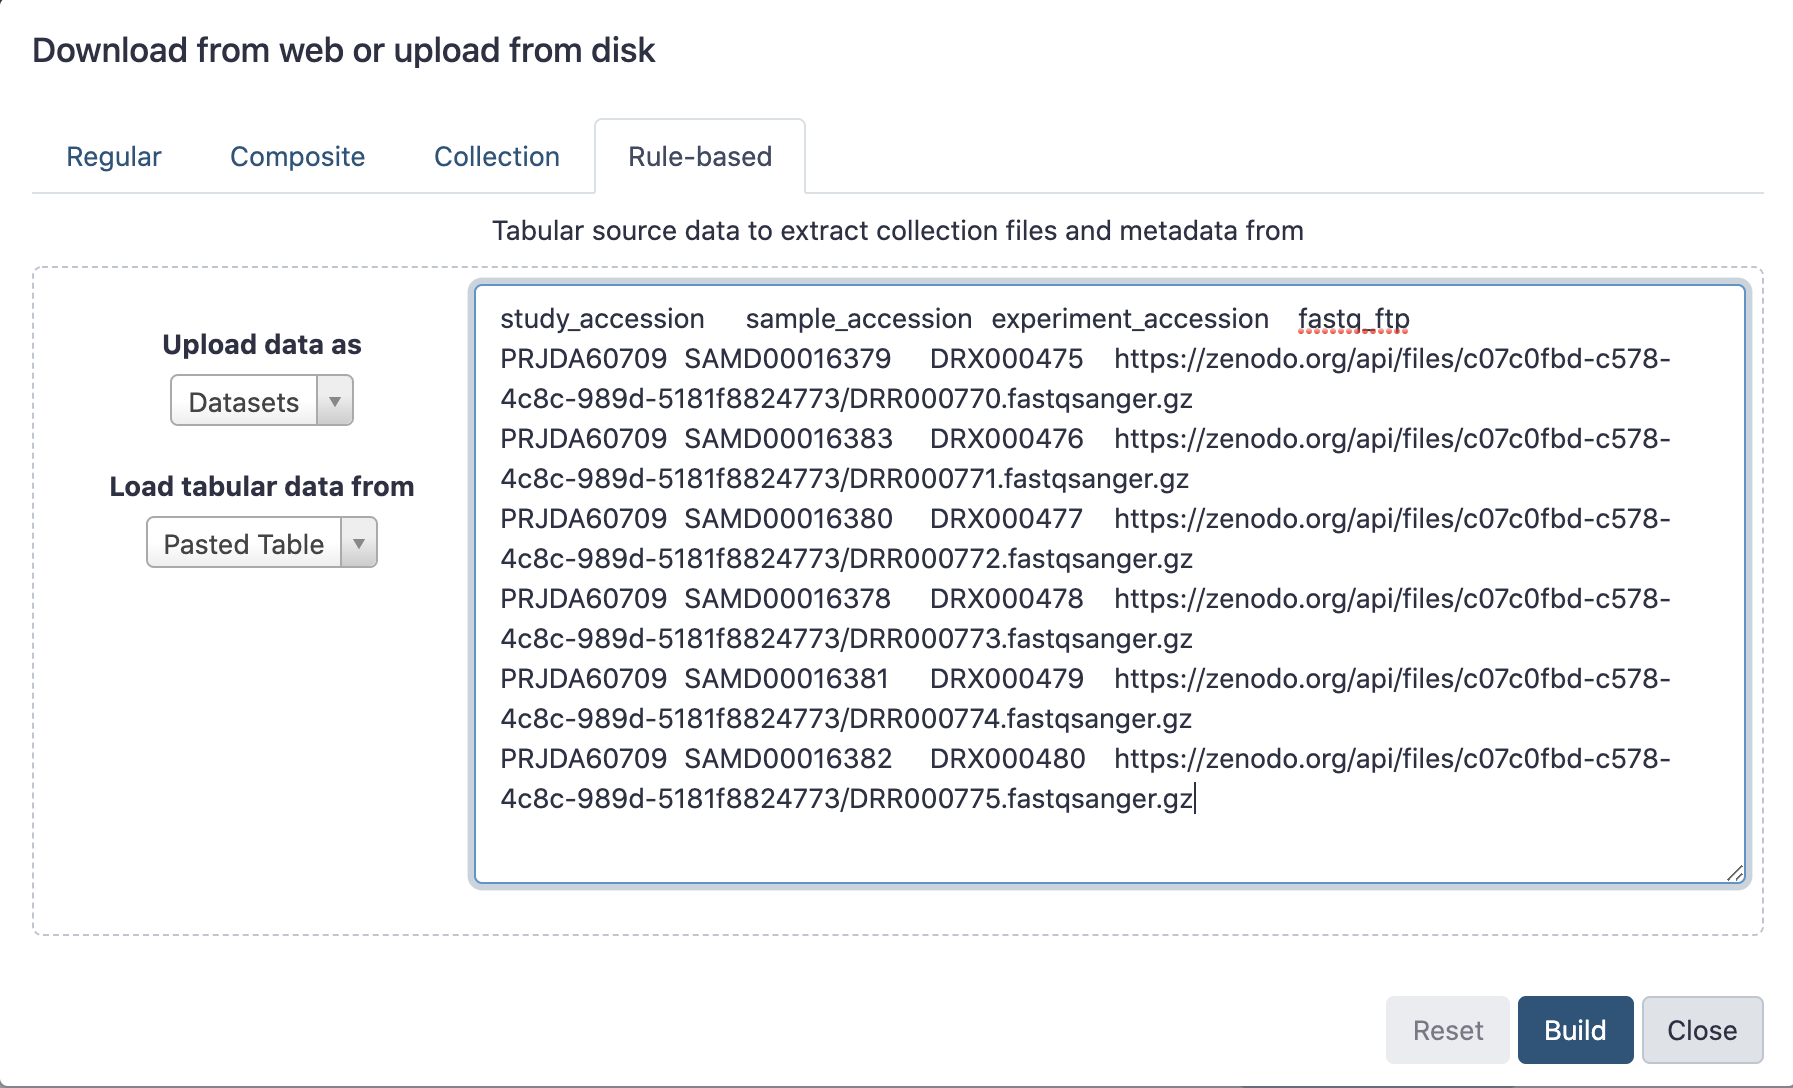 Download from web or upload from disk
Regular Composite Collection Rule-based
Tabular source data to extract collection files and metadata from
Upload data as
Datasets
Load tabular data from
Pasted Table
study_accession sample_accession experiment_accession fastq_ftp
PRJDA60709 SAMD00016379 DRX000475 https://zenodo.org/api/files/c07c0fbd-c578-
4c8c-989d-5181f8824773/DRR000770.fastqsanger.gz
PRJDA60709 SAMD00016383 DRX000476 https://zenodo.org/api/files/c07c0fbd-c578-
4c8c-989d-5181f8824773/DRR000771.fastqsanger.gz
PRJDA60709 SAMD00016380 DRX000477 https://zenodo.org/api/files/c07c0fbd-c578-
4c8c-989d-5181f8824773/DRR000772.fastqsanger.gz
PRJDA60709 SAMD00016378 DRX000478 https://zenodo.org/api/files/c07c0fbd-c578-
4c8c-989d-5181f8824773/DRR000773.fastqsanger.gz
PRJDA60709 SAMD00016381 DRX000479 https://zenodo.org/api/files/c07c0fbd-c578-
4c8c-989d-5181f8824773/DRR000774.fastqsanger.gz
PRJDA60709 SAMD00016382 DRX000480 https://zenodo.org/api/files/c07c0fbd-c578-
4c8c-989d-5181f8824773/DRR000775.fastqsanger.gz
Reset Build Close